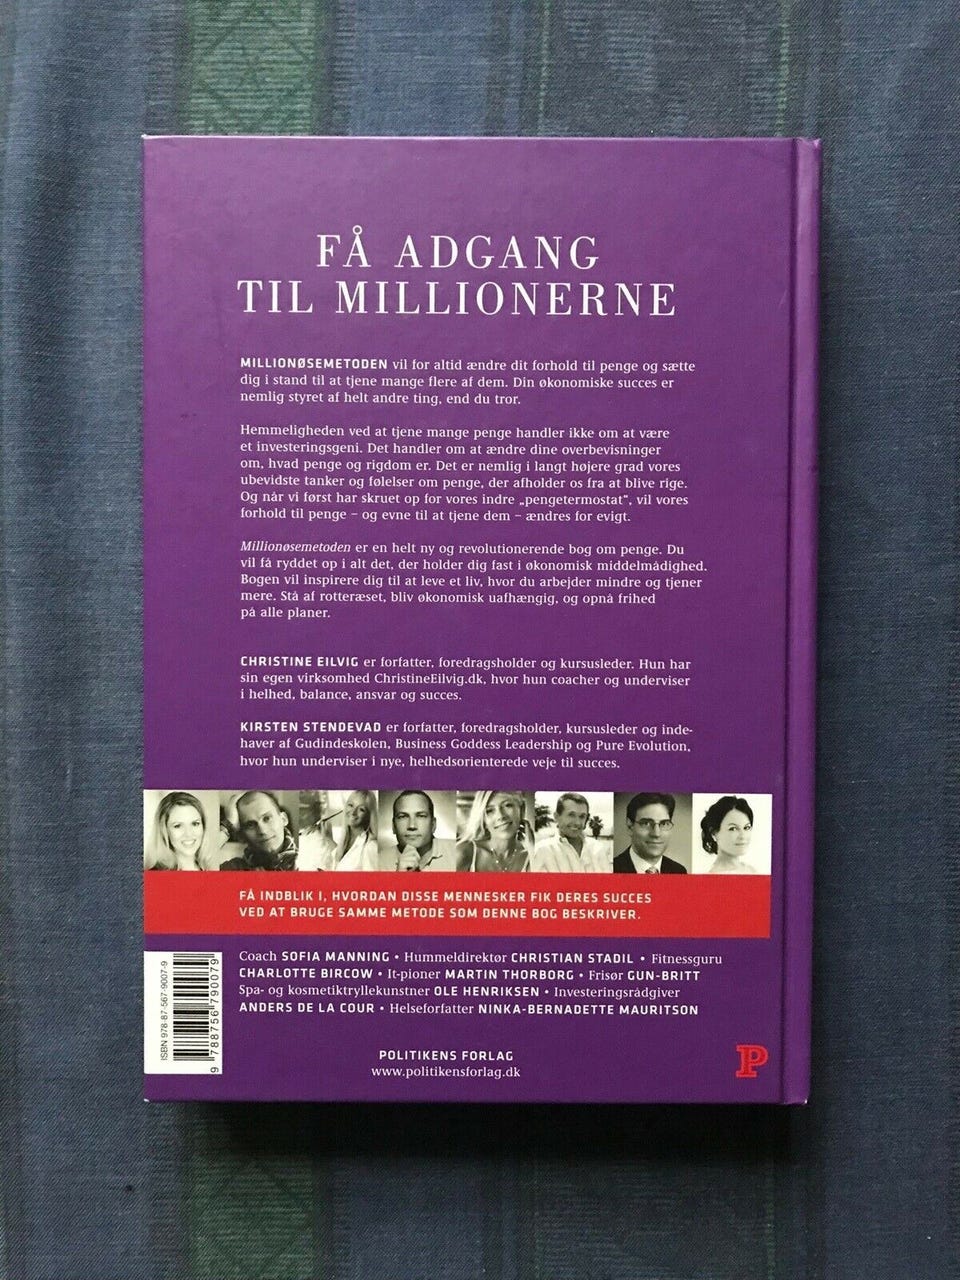 FÅ ADGANG
TIL MILLIONERNE
MILLIONØSEMETODEN vil for altid ændre dit forhold til penge og sætte
dig i stand til at tjene mange flere af dem. Din økonomiske succes er
nemlig styret af helt andre ting, end du tror.
Hemmeligheden ved at tjene mange penge handler ikke om at være
et investeringsgeni. Det handler om at ændre dine overbevisninger
om, hvad penge og rigdom er. Det er nemlig i langt højere grad vores
ubevidste tanker og følelser om penge, der afholder os fra at blive rige.
Og når vi først har skruet op for vores indre „pengetermostat“, vil vores
forhold til penge – og evne til at tjene dem – ændres for evigt.
Millionøsemetoden er en helt ny og revolutionerende bog om penge. Du
vil få ryddet op i alt det, der holder dig fast i økonomisk middelmådighed.
Bogen vil inspirere dig til at leve et liv, hvor du arbejder mindre og tjener
mere. Stå af rotteræset, bliv økonomisk uafhængig, og opnå frihed
på alle planer.
CHRISTINE EILVIG er forfatter, foredragsholder og kursusleder. Hun har
sin egen virksomhed ChristineEilvig.dk, hvor hun coacher og underviser
i helhed, balance, ansvar og succes.
KIRSTEN STENDEVAD er forfatter, foredragsholder, kursusleder og inde-
haver af Gudindeskolen, Business Goddess Leadership og Pure Evolution,
hvor hun underviser i nye, helhedsorienterede veje til succes.
FÅ INDBLIK I, HVORDAN DISSE MENNESKER FIK DERES SUCCES
VED AT BRUGE SAMME METODE SOM DENNE BOG BESKRIVER.
Coach SOFIA MANNING • Hummeldirektør CHRISTIAN STADIL • Fitnessguru
CHARLOTTE BIRCOW • It-pioner MARTIN THORBORG • Frisør GUN-BRITT
Spa- og kosmetiktryllekunstner OLE HENRIKSEN • Investeringsrådgiver
ANDERS DE LA COUR • Helseforfatter NINKA-BERNADETTE MAURITSON
ISBN 978-87-567-9007-9
9 788756 790079
POLITIKENS FORLAG
www.politikensforlag.dk
P